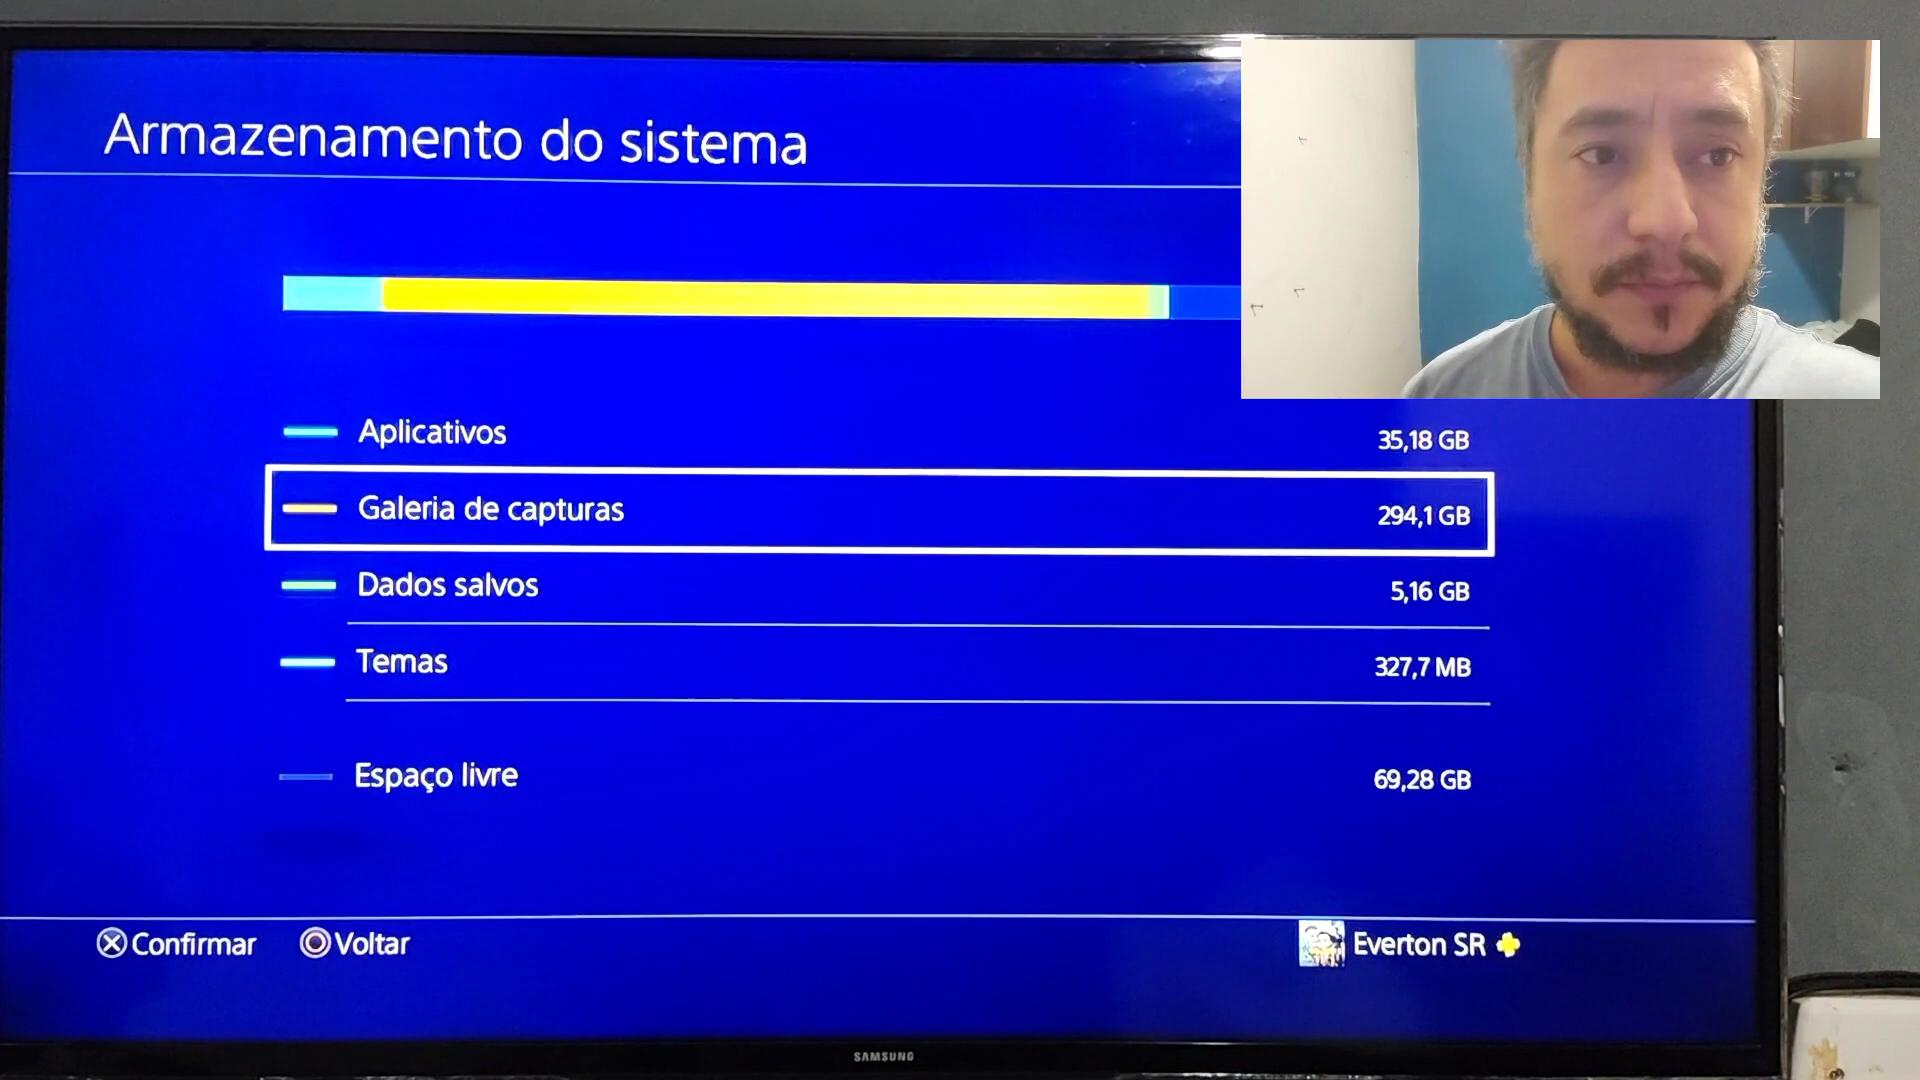 Armazenamento do sistema
Aplicativos 35,18 GB
Galeria de capturas 294,1 GB
Dados salvos 5,16 GB
Temas 327,7 MB
Espaço livre 69,28 GB
Confirmar Voltar Everton SR
SAMSUNG